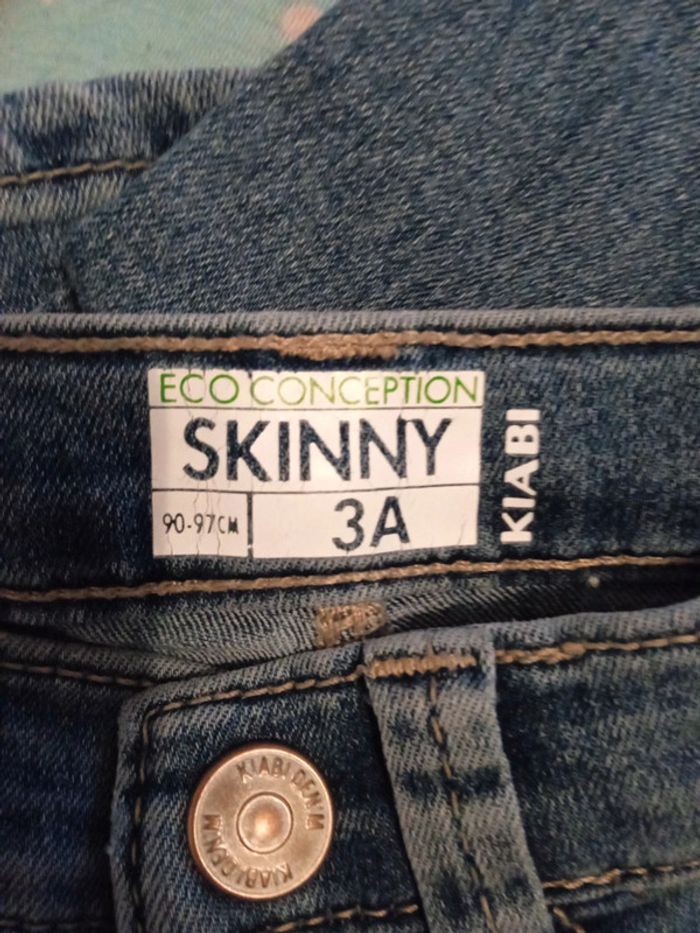 ECO CONCEPTION
SKINNY
90-97CM
3A
KIABI
KIABI DENIM
KIABI DENIM